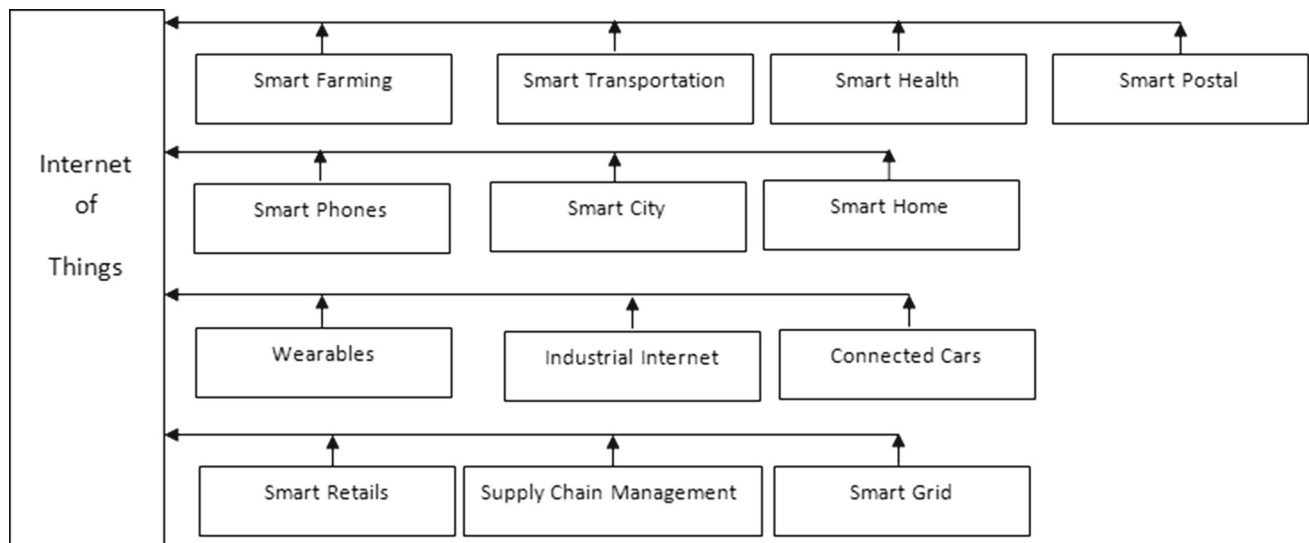 Internet
of
Things
Smart Farming
Smart Transportation
Smart Health
Smart Postal
Smart Phones
Smart City
Smart Home
Wearables
Industrial Internet
Connected Cars
Smart Retails
Supply Chain Management
Smart Grid